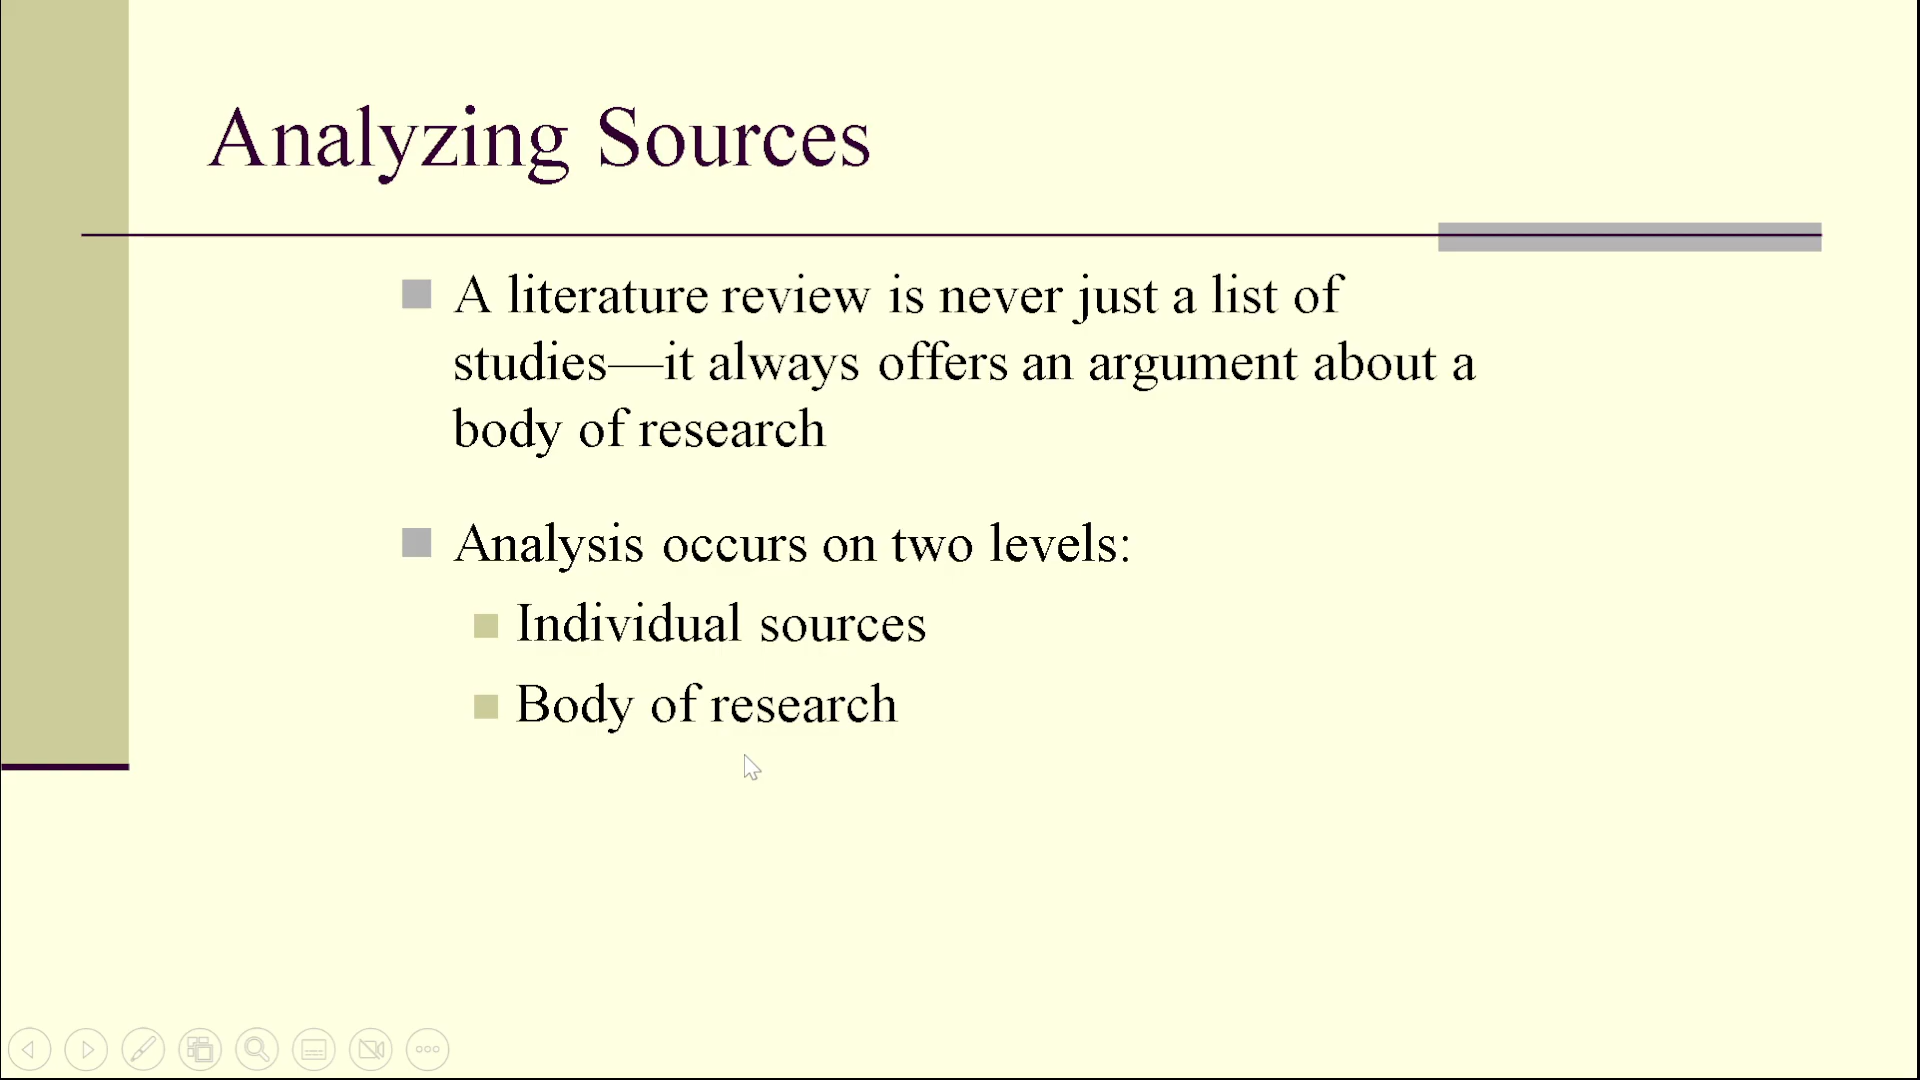 Analyzing Sources
A literature review is never just a list of
studies—it always offers an argument about a
body of research
Analysis occurs on two levels:
Individual sources
Body of research